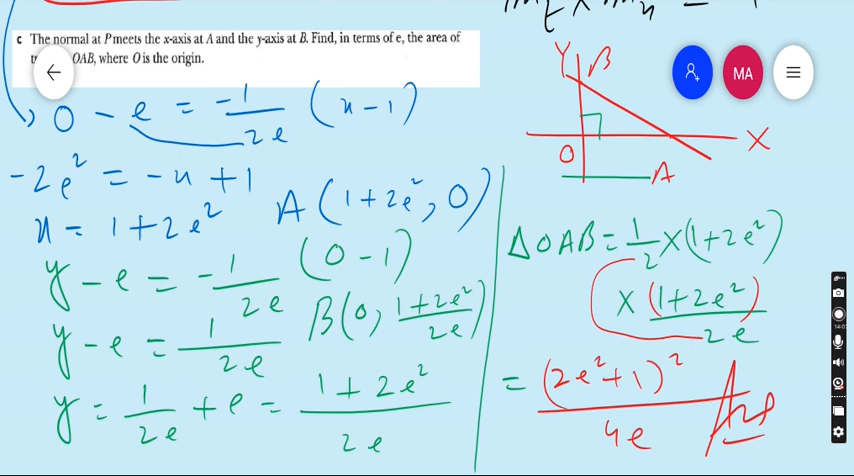 c The normal at P meets the x-axis at A and the y-axis at B. Find, in terms of e, the area of
OAB, where O is the origin.
MA
0 - e = -1/2e (x-1)
-2e² = -x + 1
x = 1 + 2e²
A(1+2e², 0)
y - e = -1/2e (0-1)
y - e = 1/2e
B(0, 1+2e²/2e)
y = 1/2e + e = 1+2e²/2e
Y B
O X
A
ΔOAB = 1/2 × (1+2e²)
× (1+2e²)/2e
= (2e²+1)²/4e Ans